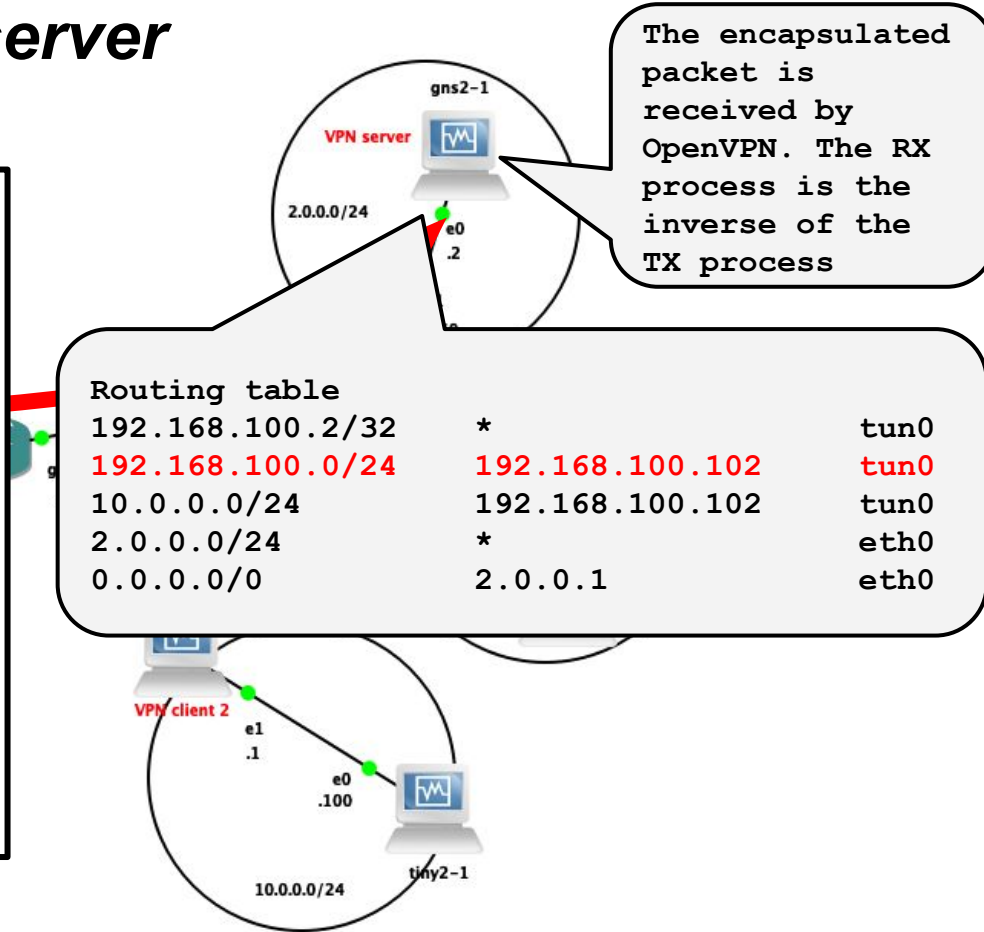 server
gns2-1
VPN server
2.0.0.0/24
e0
.2
The encapsulated
packet is
received by
OpenVPN. The RX
process is the
inverse of the
TX process
Routing table
192.168.100.2/32 * tun0
192.168.100.0/24 192.168.100.102 tun0
10.0.0.0/24 192.168.100.102 tun0
2.0.0.0/24 * eth0
0.0.0.0/0 2.0.0.1 eth0
VPN client 2
e1
.1
e0
.100
tiny2-1
10.0.0.0/24